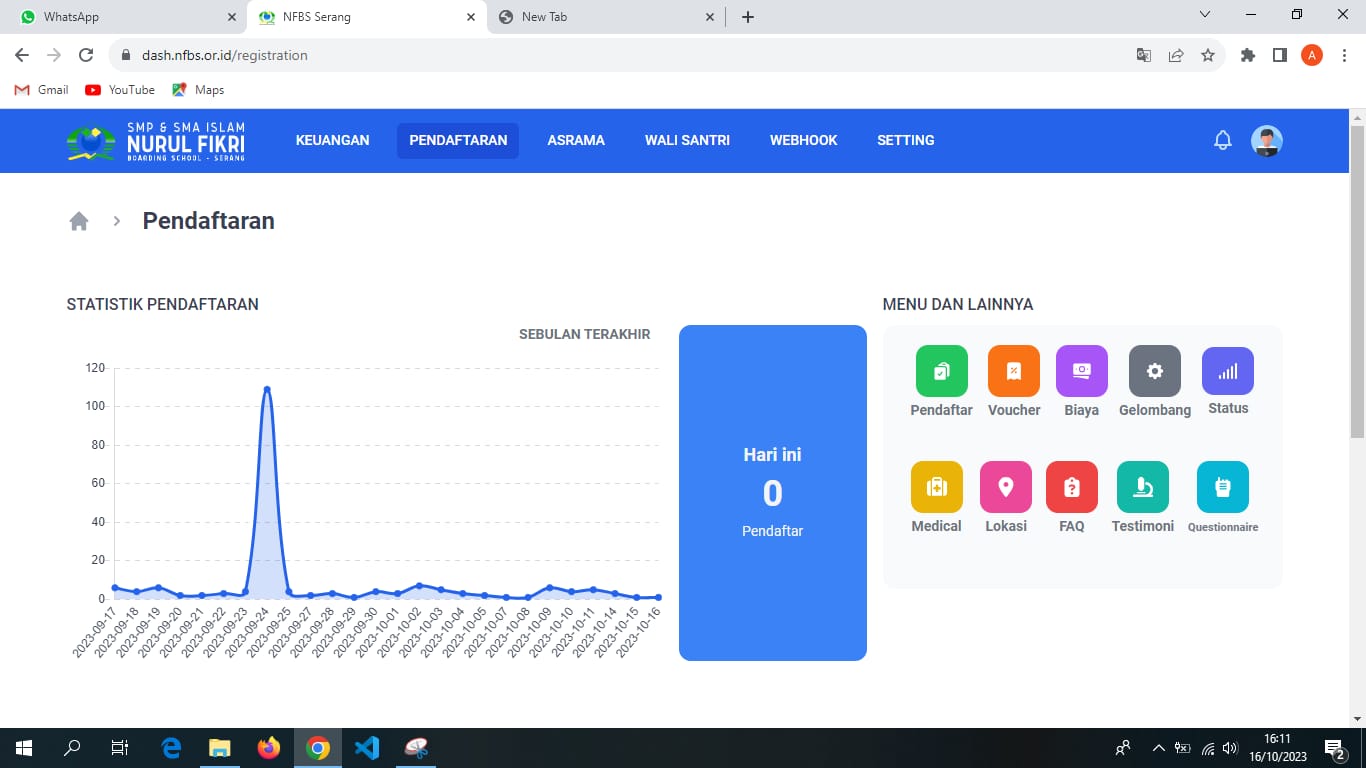 WhatsApp
NFBS Serang
New Tab
dash.nfbs.or.id/registration
A
Gmail
YouTube
Maps
SMP & SMA ISLAM
NURUL FIKRI
BOARDING SCHOOL - SERANG
KEUANGAN
PENDAFTARAN
ASRAMA
WALI SANTRI
WEBHOOK
SETTING
Pendaftaran
STATISTIK PENDAFTARAN
SEBULAN TERAKHIR
120
100
80
60
40
20
0
2023-09-17
2023-09-18
2023-09-19
2023-09-20
2023-09-21
2023-09-22
2023-09-23
2023-09-24
2023-09-25
2023-09-27
2023-09-28
2023-09-29
2023-09-30
2023-10-01
2023-10-02
2023-10-03
2023-10-04
2023-10-05
2023-10-07
2023-10-08
2023-10-09
2023-10-10
2023-10-11
2023-10-14
2023-10-15
2023-10-16
Hari ini
0
Pendaftar
MENU DAN LAINNYA
Pendaftar
Voucher
Biaya
Gelombang
Status
Medical
Lokasi
FAQ
Testimoni
Questionnaire
16:11
16/10/2023
2